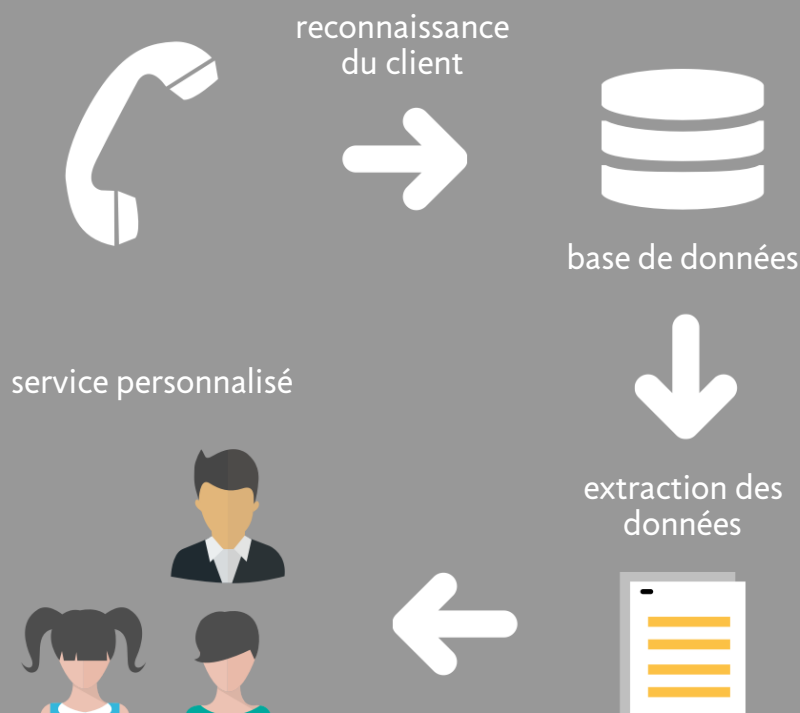 reconnaissance
du client
base de données
extraction des
données
service personnalisé